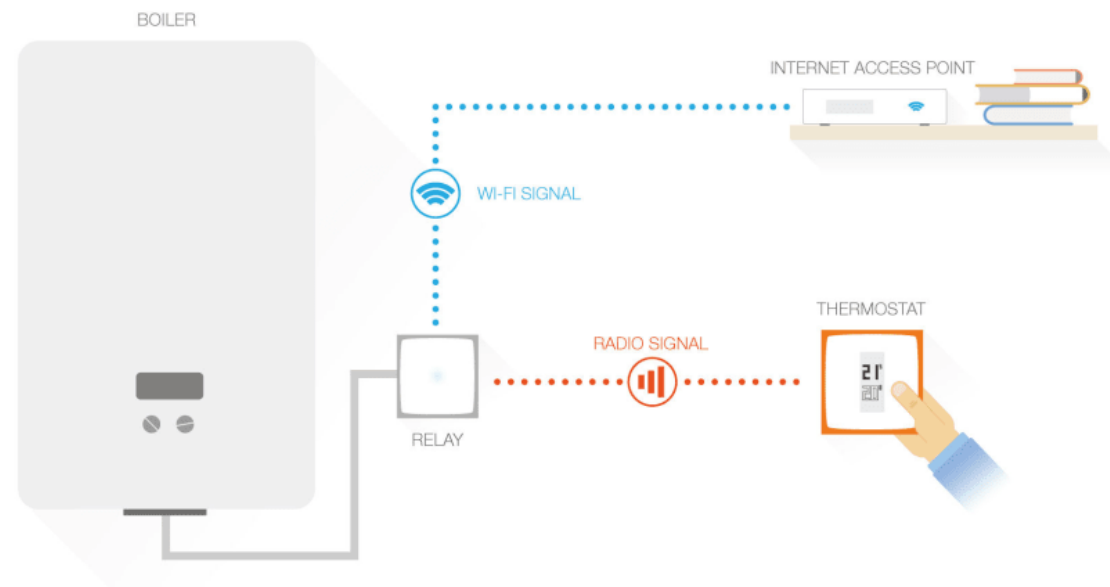 BOILER
INTERNET ACCESS POINT
WI-FI SIGNAL
THERMOSTAT
RADIO SIGNAL
21°
RELAY